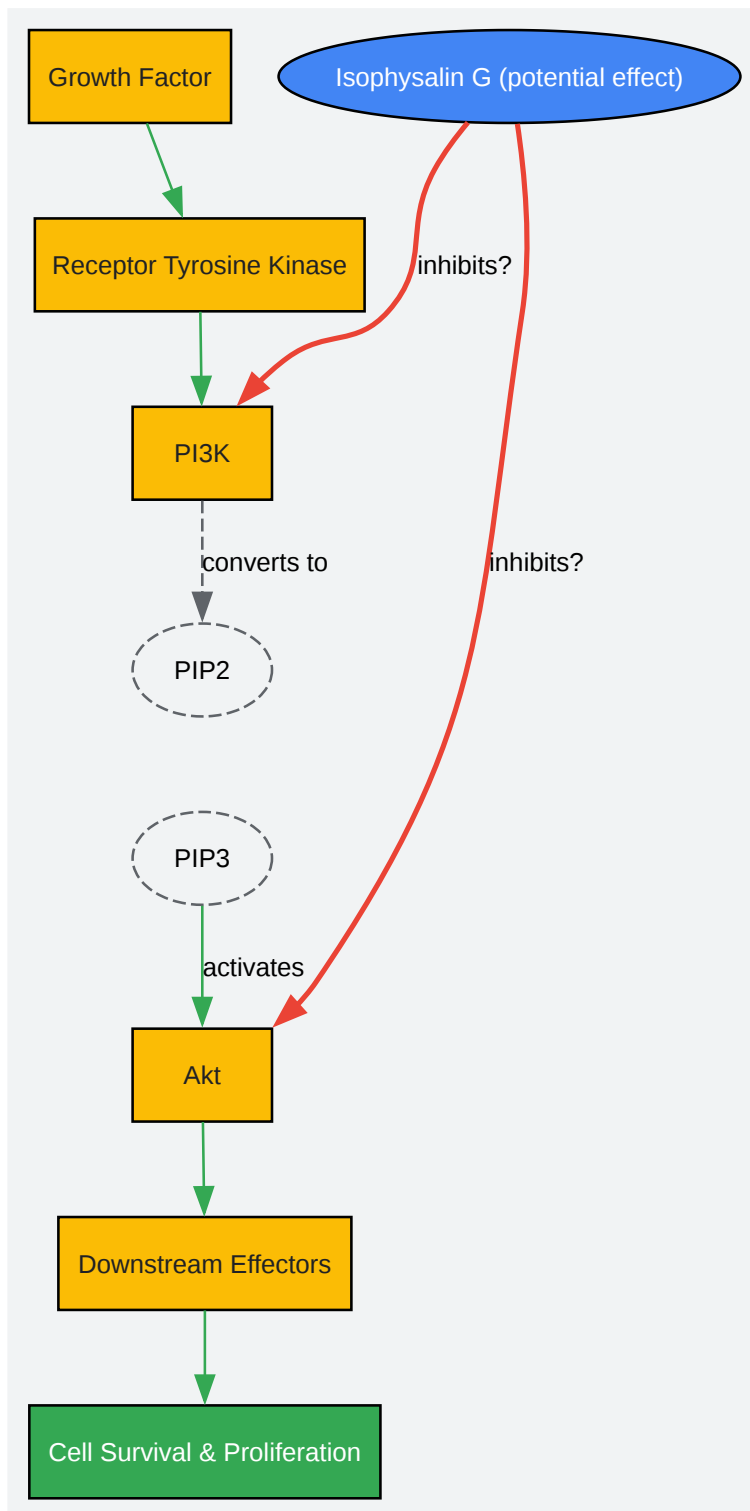 Growth Factor
Isophysalin G (potential effect)
Receptor Tyrosine Kinase
inhibits?
PI3K
converts to
inhibits?
PIP2
PIP3
activates
Akt
Downstream Effectors
Cell Survival & Proliferation